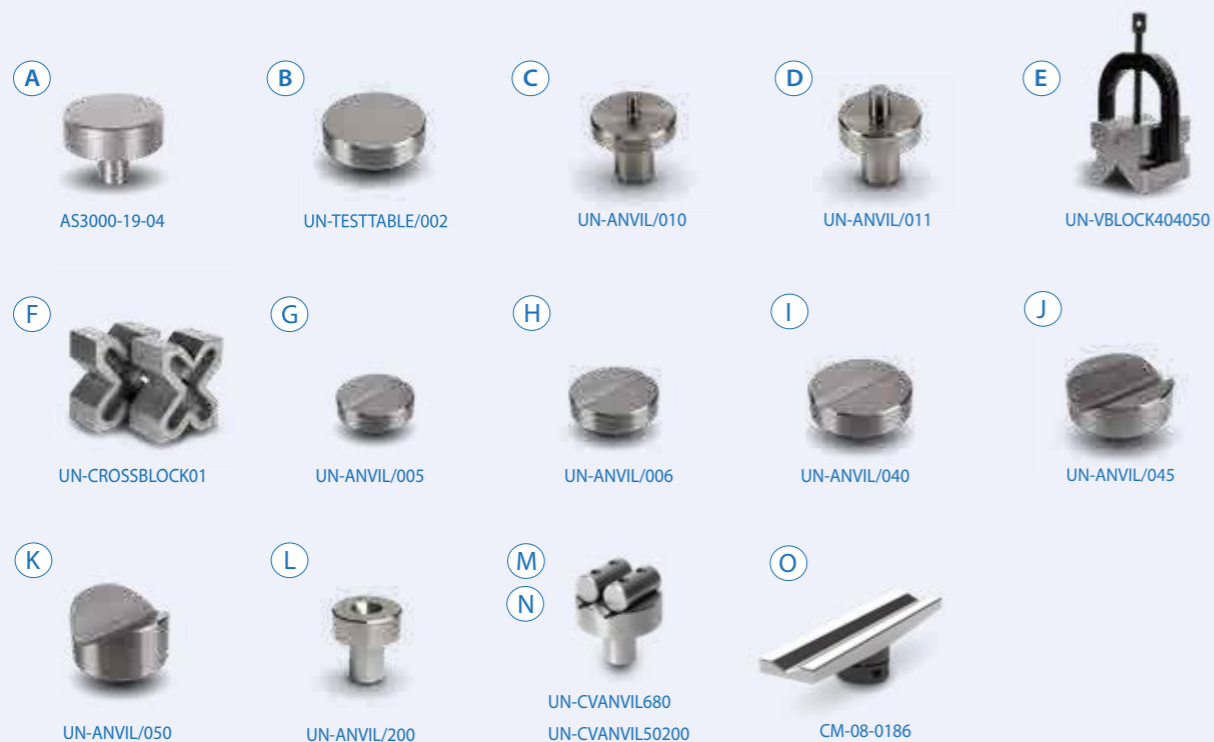 A
B
C
D
E
AS3000-19-04
UN-TESTTABLE/002
UN-ANVIL/010
UN-ANVIL/011
UN-VBLOCK404050
F
G
H
I
J
UN-CROSSBLOCK01
UN-ANVIL/005
UN-ANVIL/006
UN-ANVIL/040
UN-ANVIL/045
K
L
M
N
O
UN-ANVIL/050
UN-ANVIL/200
UN-CVANVIL680
UN-CVANVIL50200
CM-08-0186